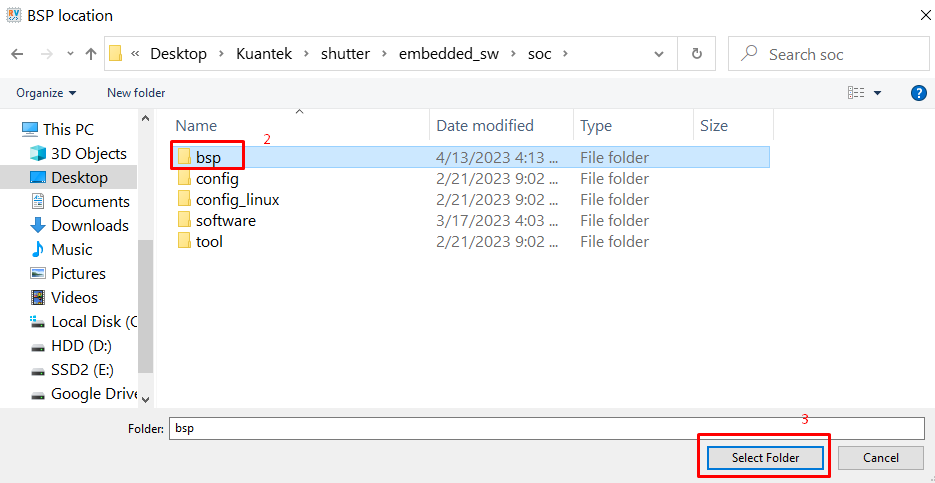 RV BSP location
« Desktop > Kuantek > shutter > embedded_sw > soc >
Search soc
Organize New folder
?
Name Date modified Type Size
2
bsp 4/13/2023 4:13 ... File folder
config 2/21/2023 9:02 ... File folder
config_linux 2/21/2023 9:02 ... File folder
software 3/17/2023 4:03 ... File folder
tool 2/21/2023 9:02 ... File folder
This PC
3D Objects
Desktop
Documents
Downloads
Music
Pictures
Videos
Local Disk (C
HDD (D:)
SSD2 (E:)
Google Drive
Folder: bsp
3
Select Folder Cancel